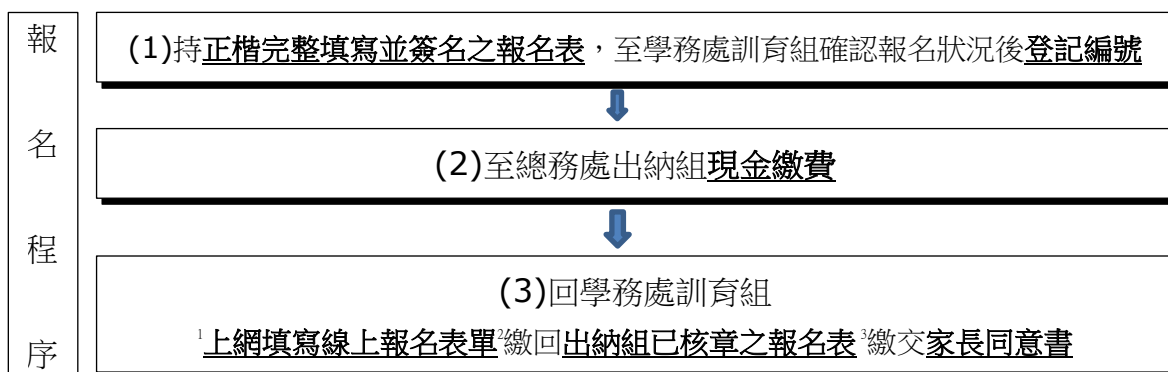 報名程序
(1)持正楷完整填寫並簽名之報名表，至學務處訓育組確認報名狀況後登記編號
(2)至總務處出納組現金繳費
(3)回學務處訓育組
1上網填寫線上報名表單2繳回出納組已核章之報名表3繳交家長同意書